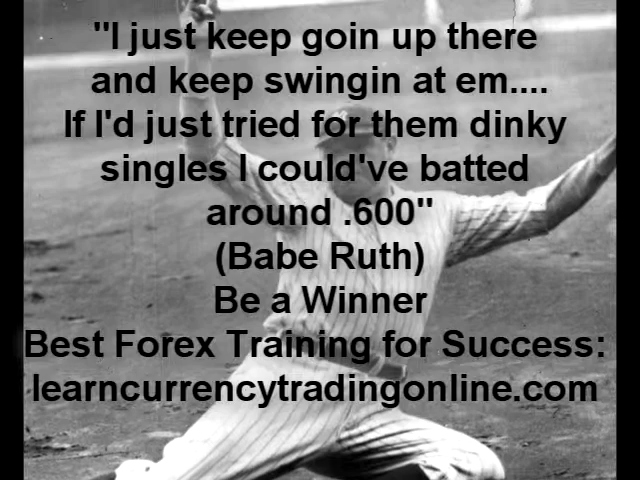 "I just keep goin up there
and keep swingin at em....
If I'd just tried for them dinky
singles I could've batted
around .600"
(Babe Ruth)
Be a Winner
Best Forex Training for Success:
learncurrencytradingonline.com